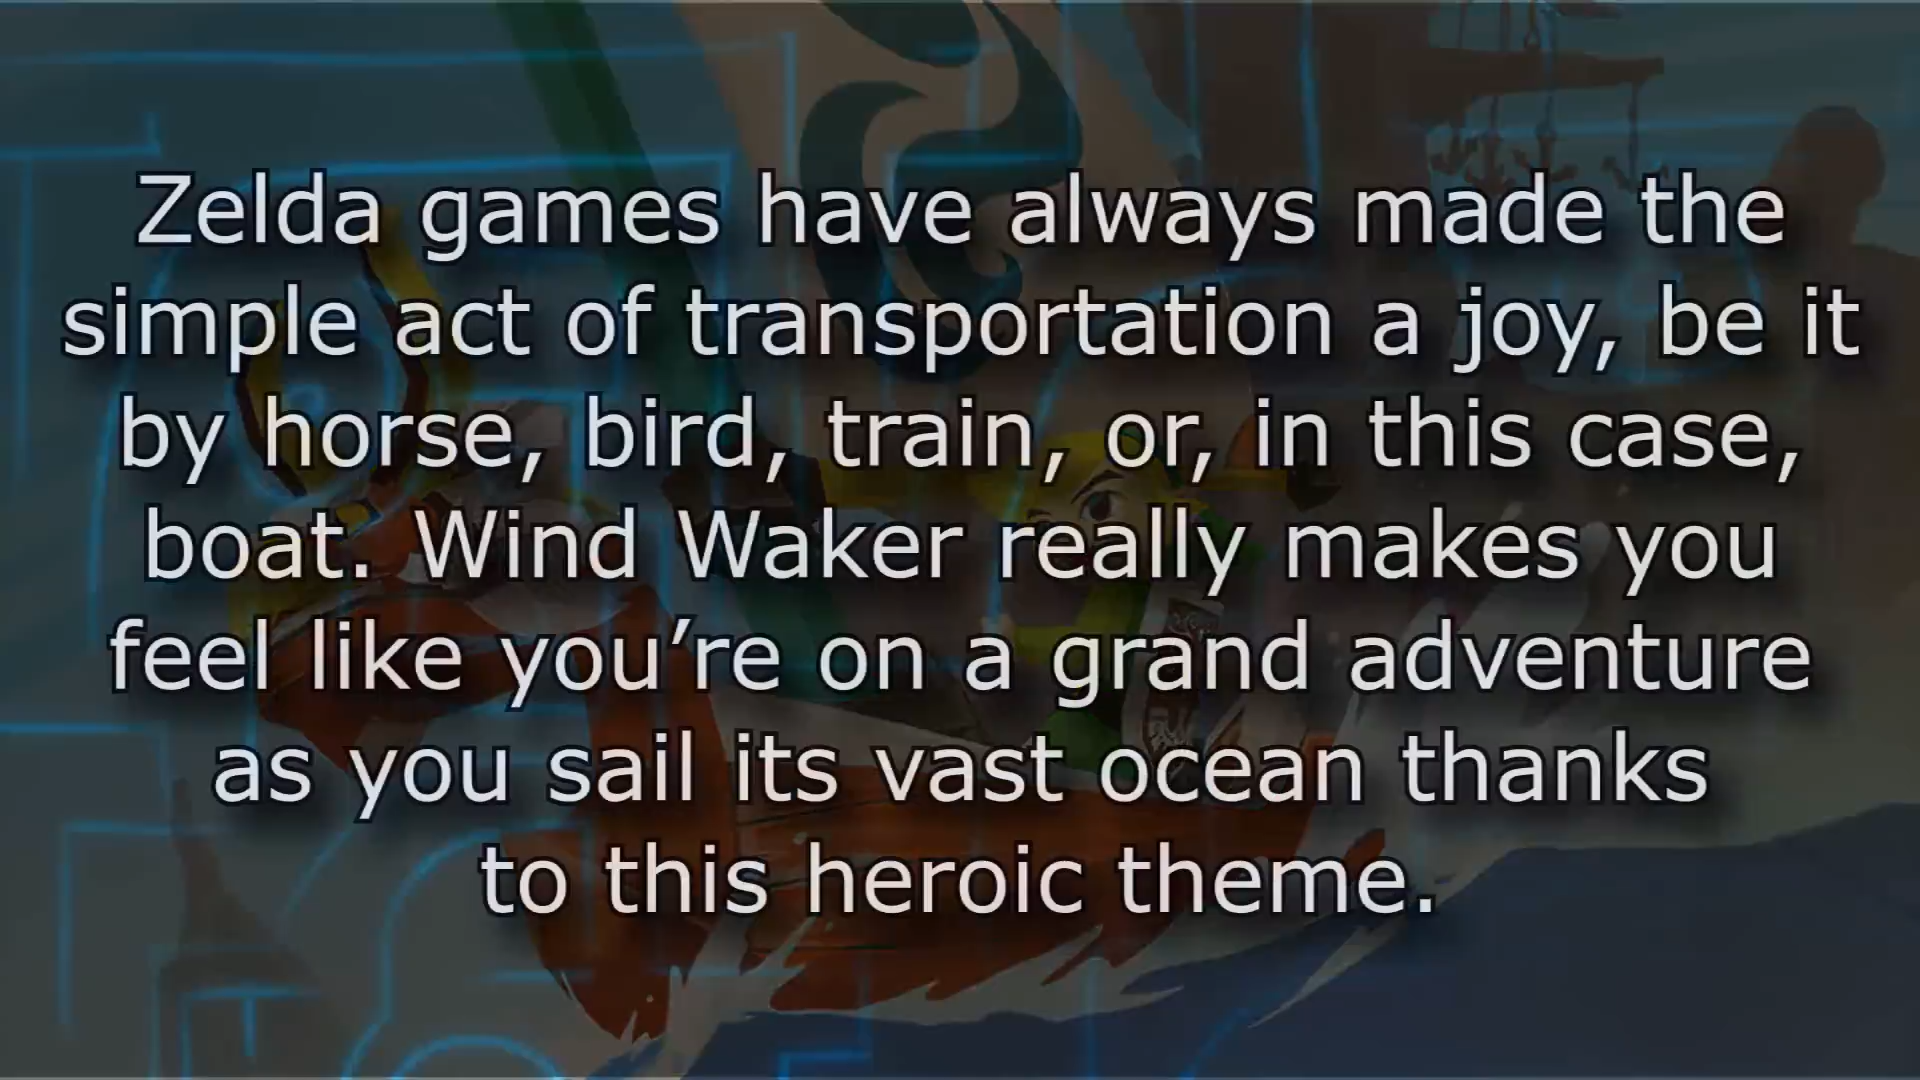 Zelda games have always made the
simple act of transportation a joy, be it
by horse, bird, train, or, in this case,
boat. Wind Waker really makes you
feel like you’re on a grand adventure
as you sail its vast ocean thanks
to this heroic theme.